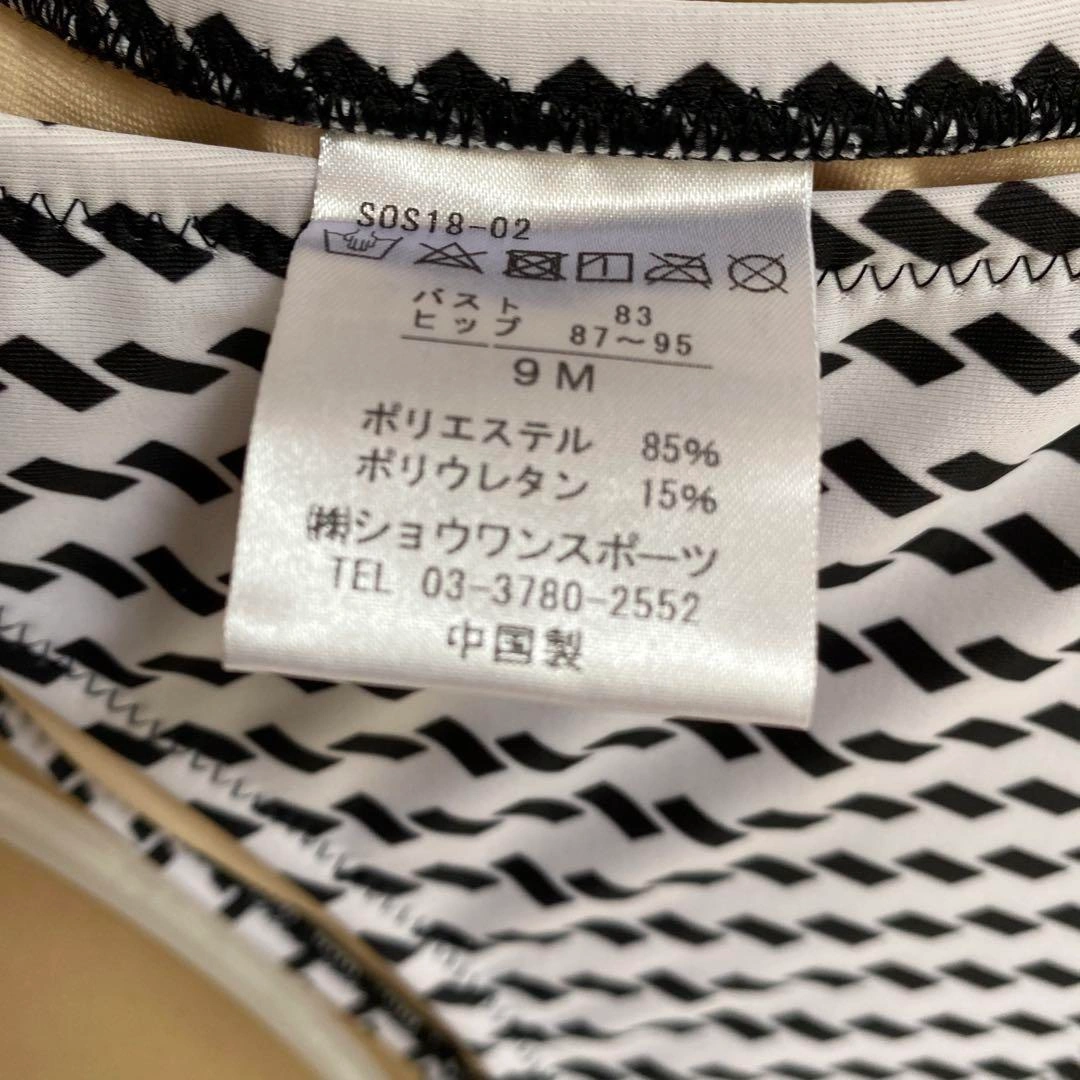 SOS18-02
バスト 83
ヒップ 87〜95
9M
ポリエステル 85%
ポリウレタン 15%
㈱ショウワンスポーツ
TEL 03-3780-2552
中国製